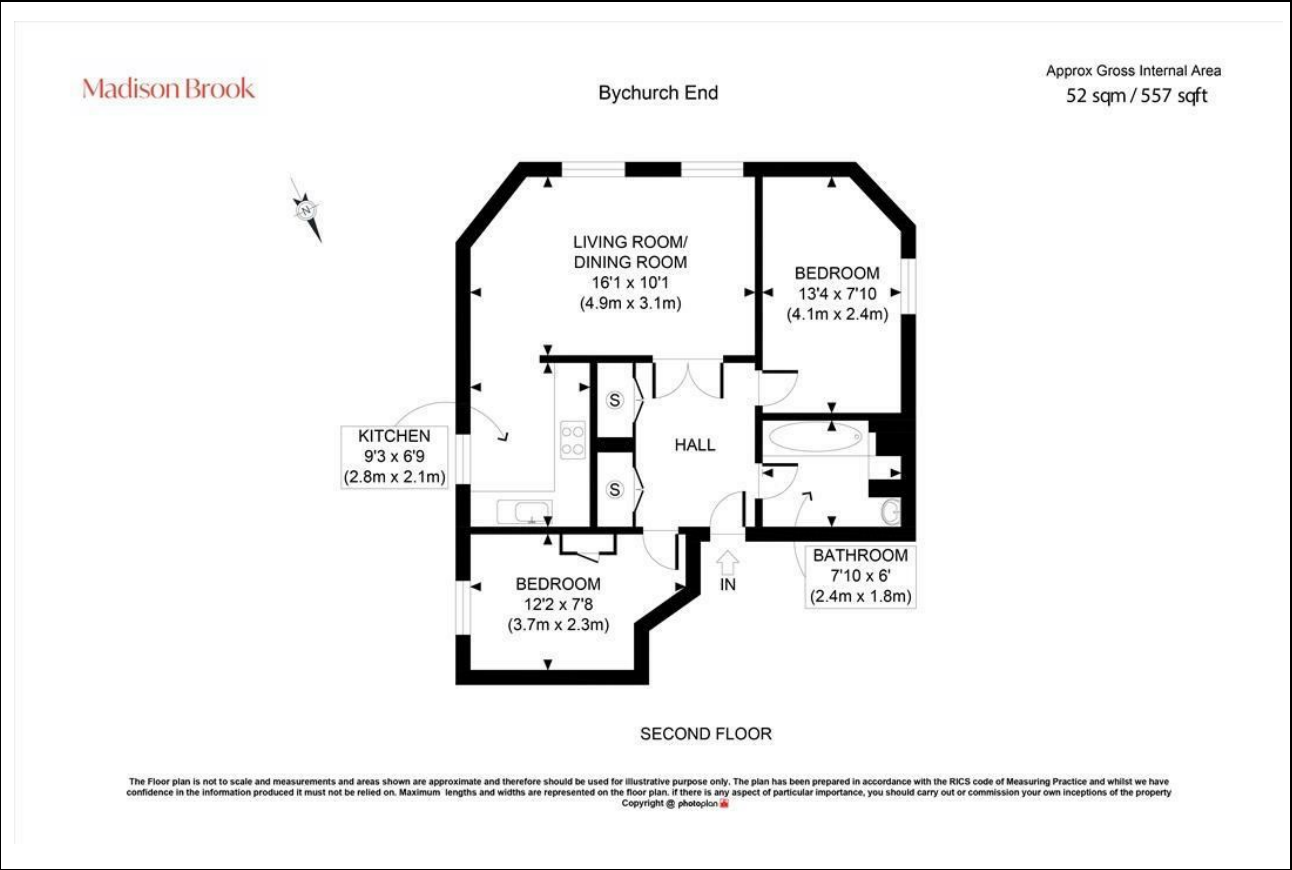 Madison Brook
Bychurch End
Approx Gross Internal Area
52 sqm / 557 sqft
N
LIVING ROOM/
DINING ROOM
16'1 x 10'1
(4.9m x 3.1m)
BEDROOM
13'4 x 7'10
(4.1m x 2.4m)
S
HALL
KITCHEN
9'3 x 6'9
(2.8m x 2.1m)
S
BEDROOM
12'2 x 7'8
(3.7m x 2.3m)
IN
BATHROOM
7'10 x 6'
(2.4m x 1.8m)
SECOND FLOOR
The Floor plan is not to scale and measurements and areas shown are approximate and therefore should be used for illustrative purpose only. The plan has been prepared in accordance with the RICS code of Measuring Practice and whilst we have
confidence in the information produced it must not be relied on. Maximum lengths and widths are represented on the floor plan. if there is any aspect of particular importance, you should carry out or commission your own inceptions of the property
Copyright @ photoplan